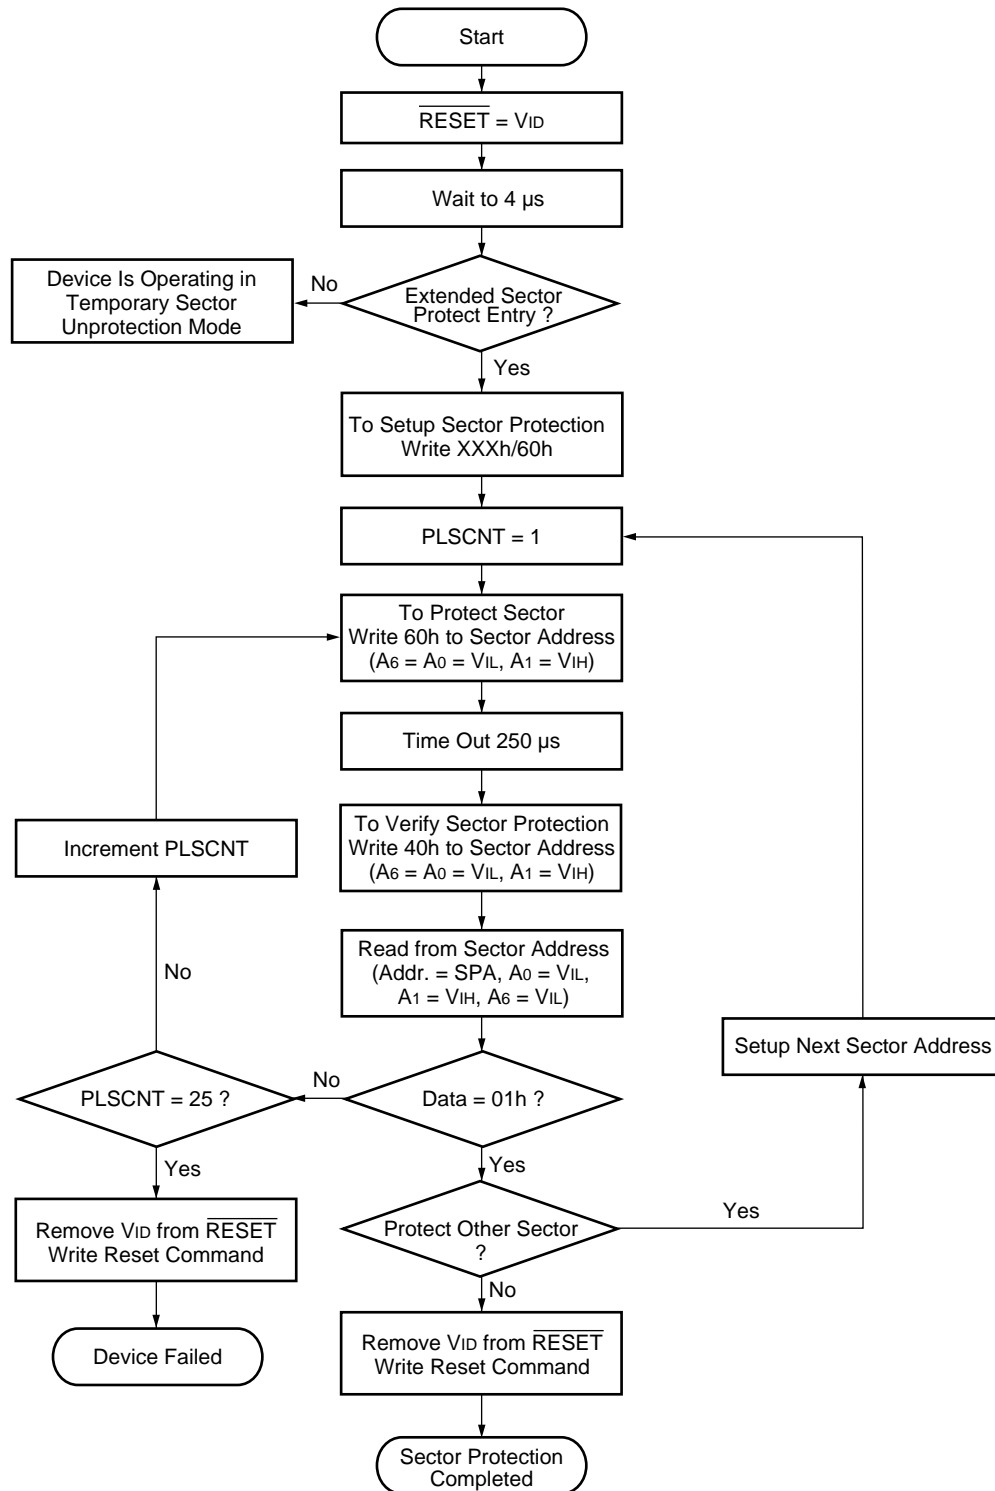 Start
RESET = VID
Wait to 4 µs
Device Is Operating in
Temporary Sector
Unprotection Mode
No
Extended Sector
Protect Entry ?
Yes
To Setup Sector Protection
Write XXXh/60h
PLSCNT = 1
To Protect Sector
Write 60h to Sector Address
(A6 = A0 = VIL, A1 = VIH)
Time Out 250 µs
To Verify Sector Protection
Write 40h to Sector Address
(A6 = A0 = VIL, A1 = VIH)
Increment PLSCNT
Read from Sector Address
(Addr. = SPA, A0 = VIL,
A1 = VIH, A6 = VIL)
No
Setup Next Sector Address
PLSCNT = 25 ?
No
Data = 01h ?
Yes
Yes
Remove VID from RESET
Write Reset Command
Protect Other Sector
?
Yes
No
Device Failed
Remove VID from RESET
Write Reset Command
Sector Protection
Completed